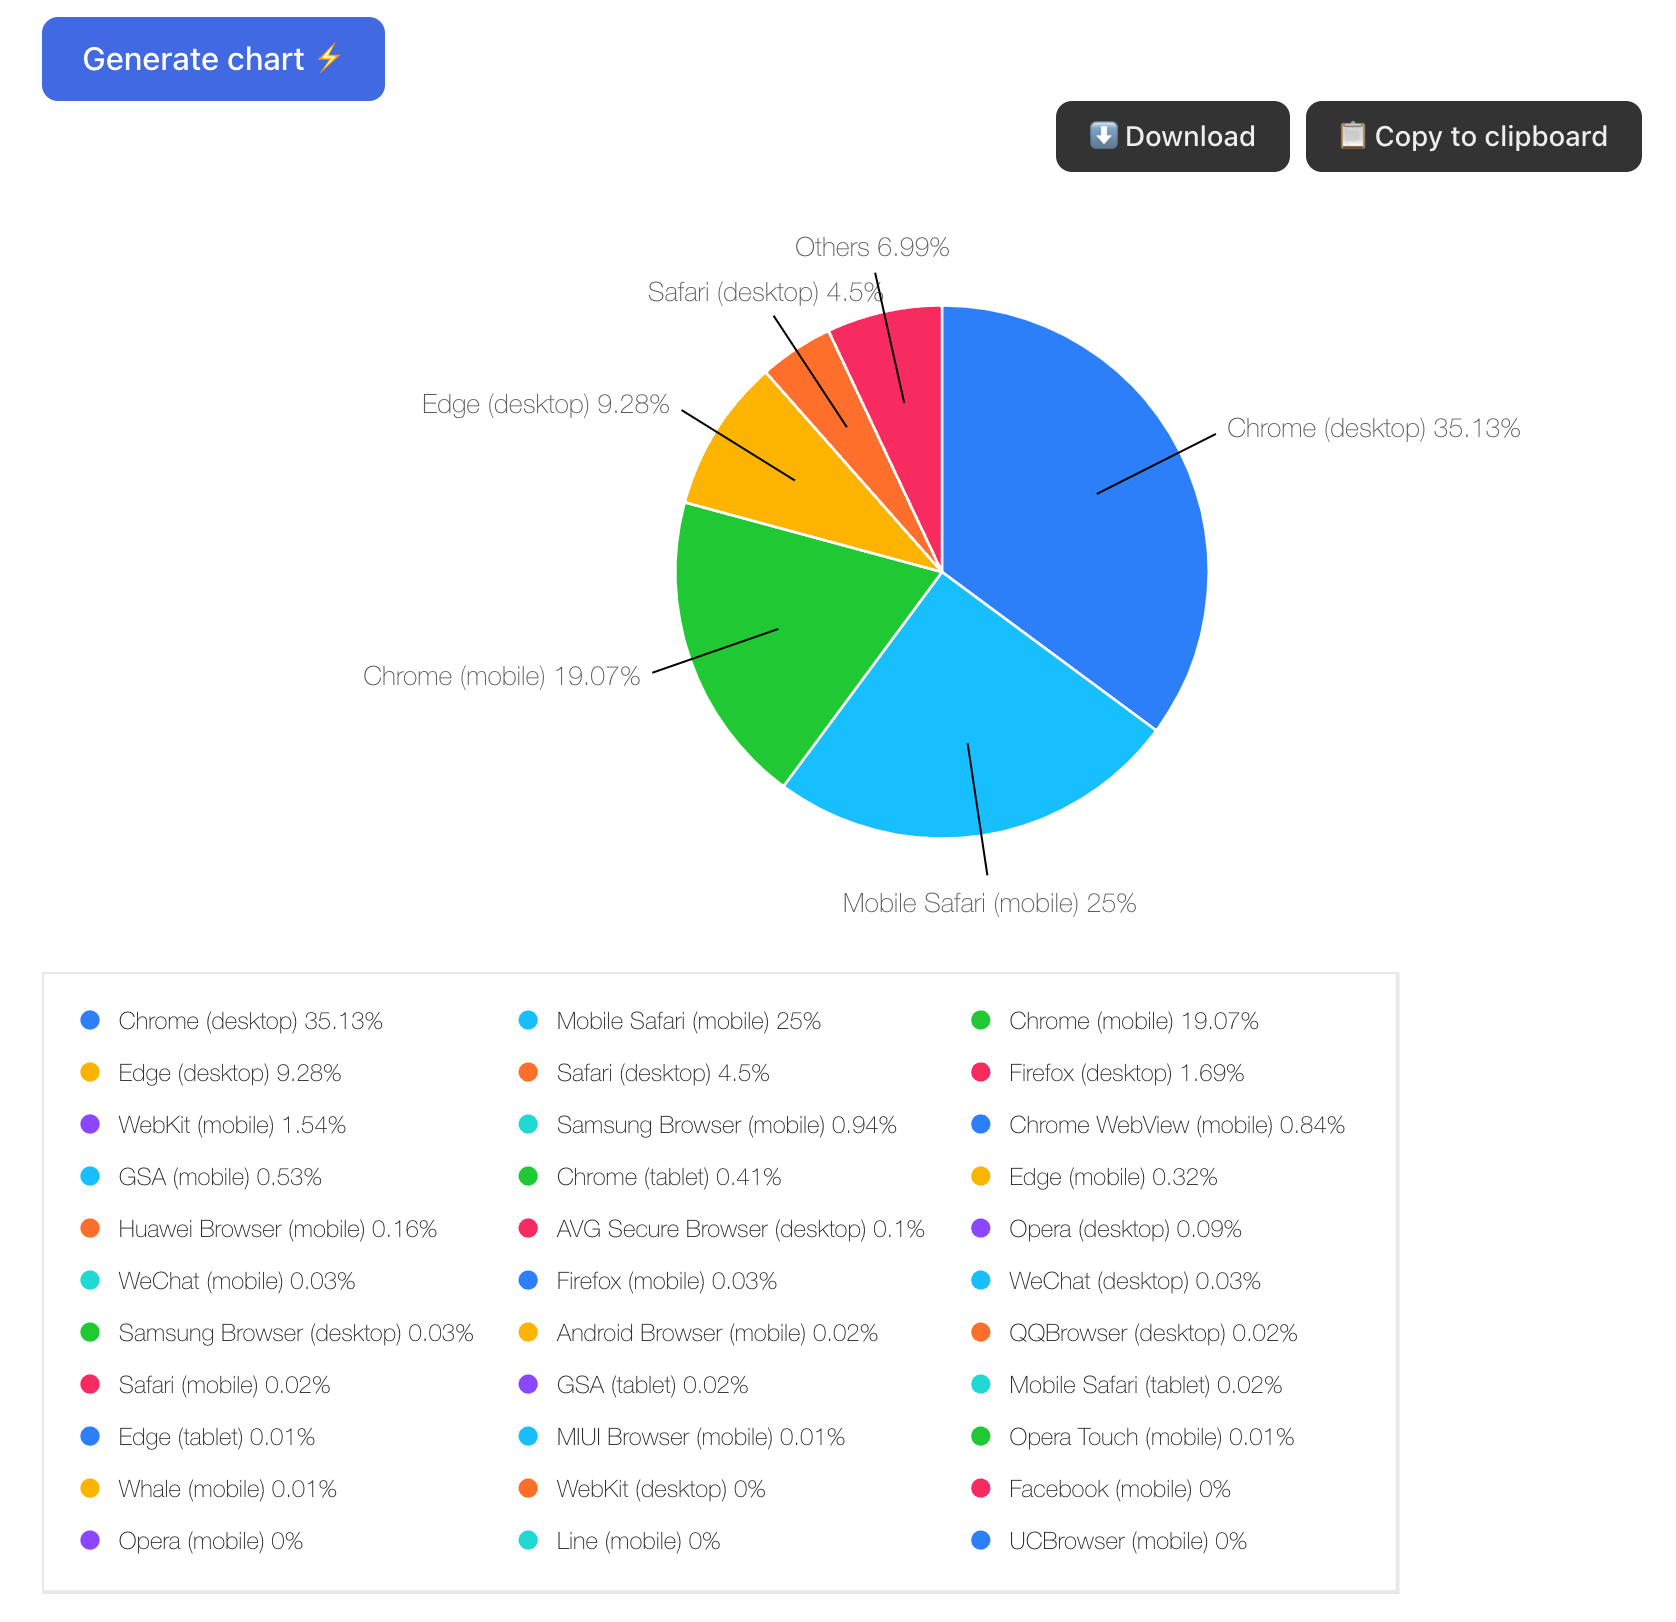 Generate chart ⚡
⬇️ Download
📋 Copy to clipboard
Others 6.99%
Safari (desktop) 4.5%
Edge (desktop) 9.28%
Chrome (desktop) 35.13%
Chrome (mobile) 19.07%
Mobile Safari (mobile) 25%
Chrome (desktop) 35.13%
Mobile Safari (mobile) 25%
Chrome (mobile) 19.07%
Edge (desktop) 9.28%
Safari (desktop) 4.5%
Firefox (desktop) 1.69%
WebKit (mobile) 1.54%
Samsung Browser (mobile) 0.94%
Chrome WebView (mobile) 0.84%
GSA (mobile) 0.53%
Chrome (tablet) 0.41%
Edge (mobile) 0.32%
Huawei Browser (mobile) 0.16%
AVG Secure Browser (desktop) 0.1%
Opera (desktop) 0.09%
WeChat (mobile) 0.03%
Firefox (mobile) 0.03%
WeChat (desktop) 0.03%
Samsung Browser (desktop) 0.03%
Android Browser (mobile) 0.02%
QQBrowser (desktop) 0.02%
Safari (mobile) 0.02%
GSA (tablet) 0.02%
Mobile Safari (tablet) 0.02%
Edge (tablet) 0.01%
MIUI Browser (mobile) 0.01%
Opera Touch (mobile) 0.01%
Whale (mobile) 0.01%
WebKit (desktop) 0%
Facebook (mobile) 0%
Opera (mobile) 0%
Line (mobile) 0%
UCBrowser (mobile) 0%